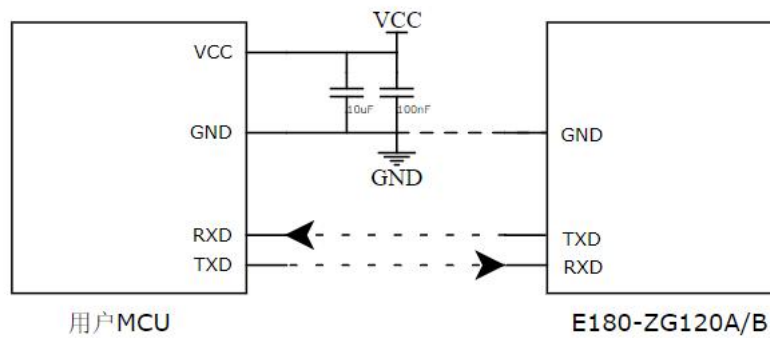 VCC
VCC
10uF
100nF
GND
GND
GND
RXD
TXD
TXD
RXD
用户MCU
E180-ZG120A/B